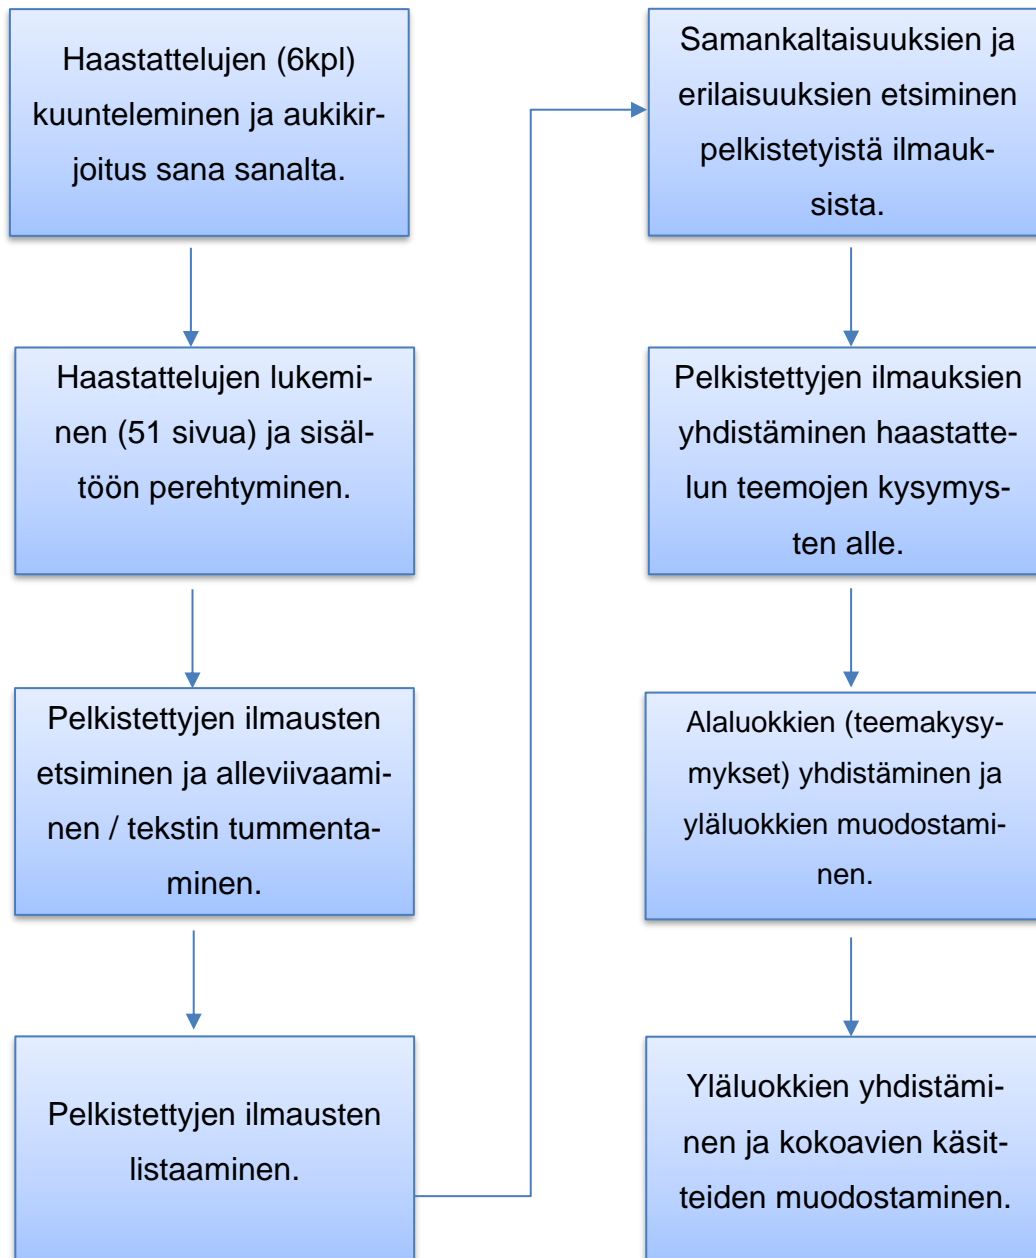 Haastattelujen (6kpl)
kuunteleminen ja aukikir-
joitus sana sanalta.
Haastattelujen lukemi-
nen (51 sivua) ja sisäl-
töön perehtyminen.
Pelkistettyjen ilmausten
etsiminen ja alleviivaami-
nen / tekstin tummenta-
minen.
Pelkistettyjen ilmausten
listaaminen.
Samankaltaisuuksien ja
erilaisuuksien etsiminen
pelkistetyistä ilmauk-
sista.
Pelkistettyjen ilmauksien
yhdistäminen haastatte-
lun teemojen kysymys-
ten alle.
Alaluokkien (teemakysy-
mykset) yhdistäminen ja
yläluokkien muodostami-
nen.
Yläluokkien yhdistämi-
nen ja kokoavien käsit-
teiden muodostaminen.